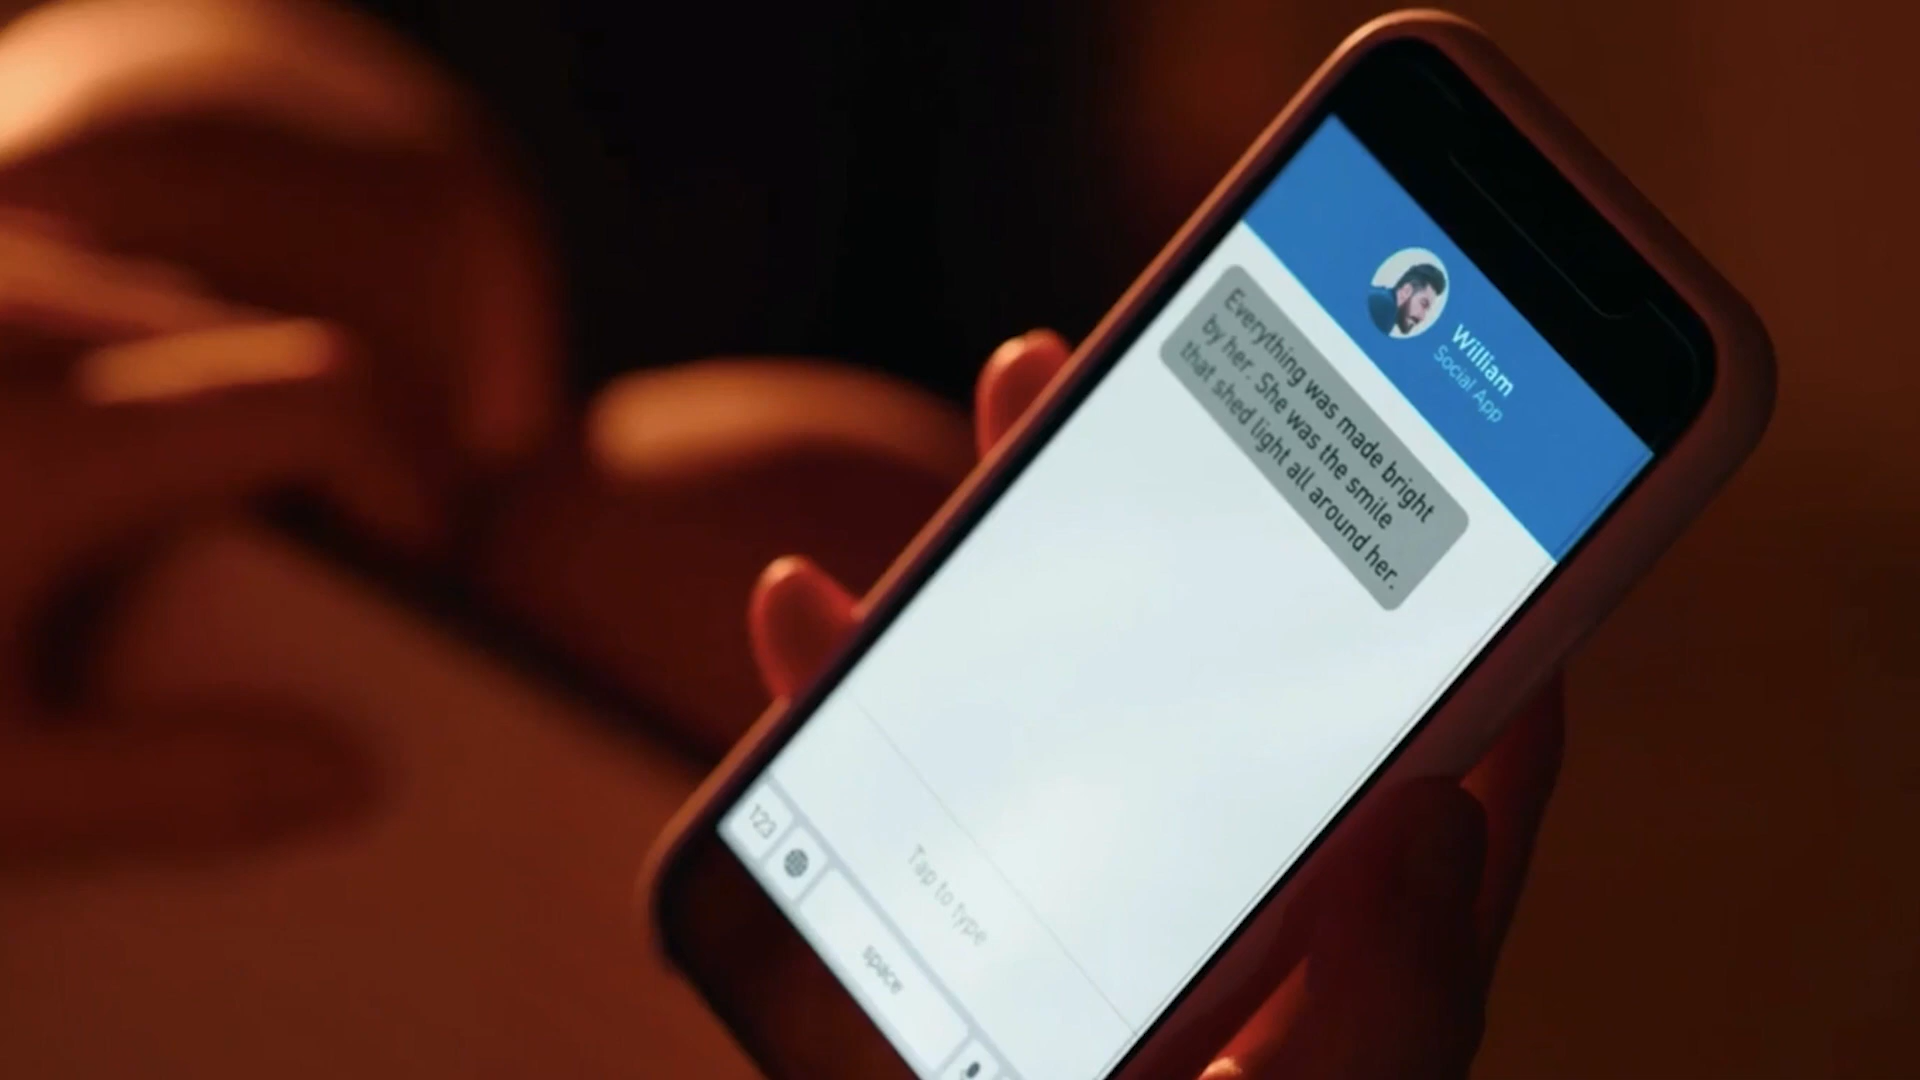 William
Social App
Everything was made bright
by her. She was the smile
that shed light all around her.
Tap to type
123
space